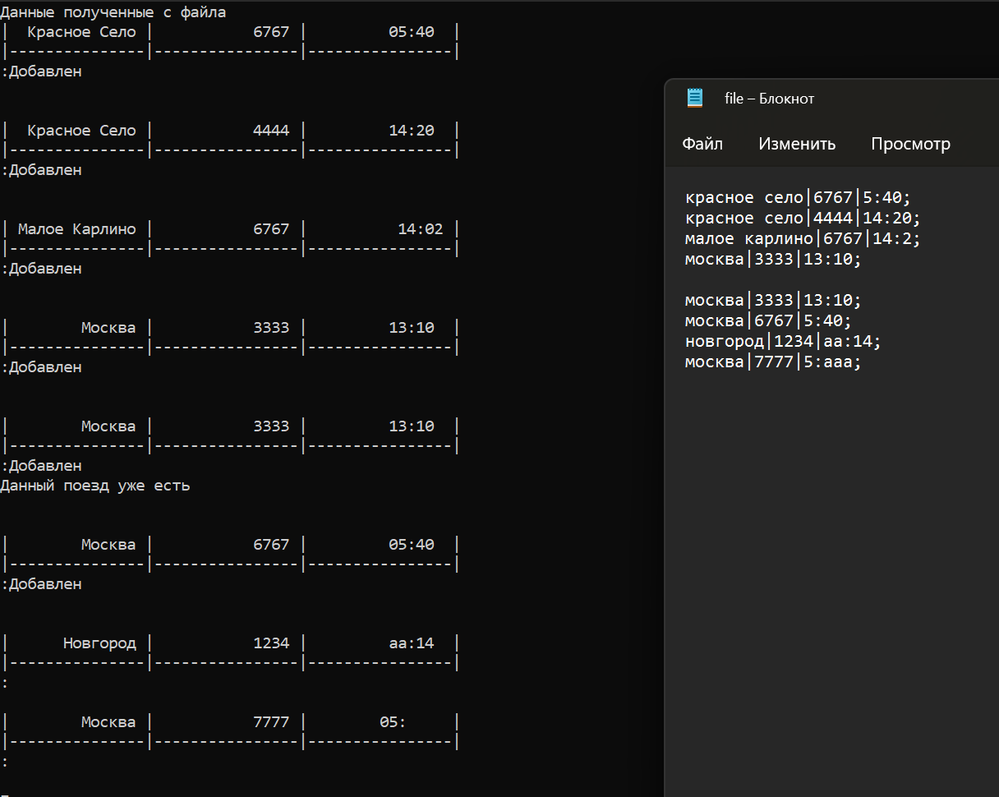 Данные полученные с файла
|  Красное Село |           6767 |         05:40  |
|---------------|----------------|----------------|
:Добавлен
|  Красное Село |           4444 |         14:20  |
|---------------|----------------|----------------|
:Добавлен
| Малое Карлино |           6767 |          14:02 |
|---------------|----------------|----------------|
:Добавлен
|        Москва |           3333 |         13:10  |
|---------------|----------------|----------------|
:Добавлен
|        Москва |           3333 |         13:10  |
|---------------|----------------|----------------|
:Добавлен
Данный поезд уже есть
|        Москва |           6767 |         05:40  |
|---------------|----------------|----------------|
:Добавлен
|      Новгород |           1234 |         аа:14  |
|---------------|----------------|----------------|
:
|        Москва |           7777 |        05:     |
|---------------|----------------|----------------|
:
file – Блокнот
Файл Изменить Просмотр
красное село|6767|5:40;
красное село|4444|14:20;
малое карлино|6767|14:2;
москва|3333|13:10;
москва|3333|13:10;
москва|6767|5:40;
новгород|1234|аа:14;
москва|7777|5:ааа;